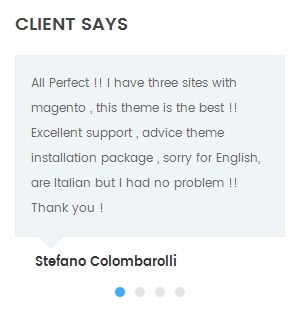 CLIENT SAYS
All Perfect !! I have three sites with
magento , this theme is the best !!
Excellent support , advice theme
installation package , sorry for English,
are Italian but I had no problem !!
Thank you !
Stefano Colombarolli